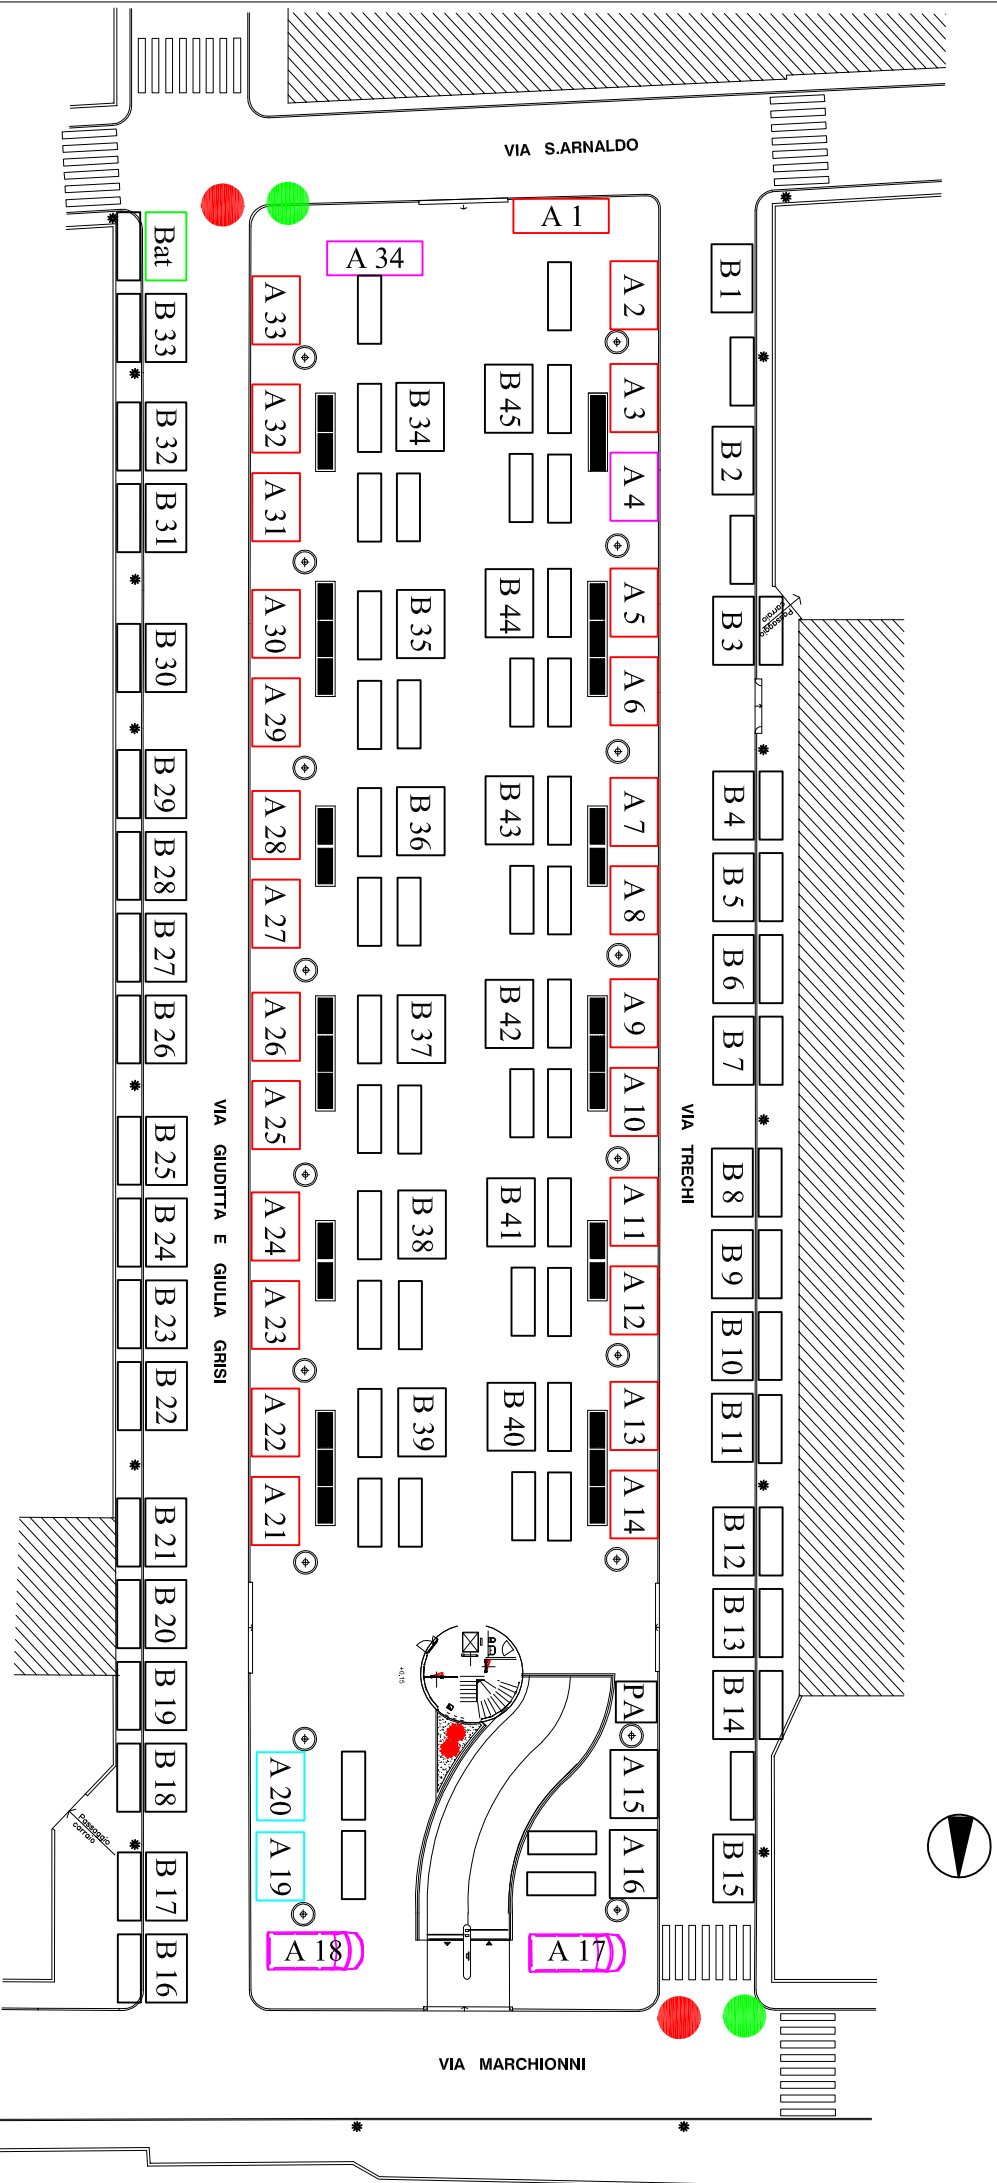 VIA S.ARNALDO
A 1
Bat
A 34
B 1
A 33
A 2
B 33
A 32
B 34
B 45
A 3
B 32
B 2
A 31
A 4
B 31
A 30
B 35
B 44
A 5
B 3
Passaggio
carraio
B 30
A 29
A 6
B 29
A 28
B 36
B 43
A 7
B 4
B 28
A 27
A 8
B 5
B 27
B 6
B 26
A 26
B 37
B 42
A 9
B 7
A 25
A 10
B 25
VIA GIUDITTA E GIULIA GRISI
VIA TRECHI
B 8
A 24
B 38
B 41
A 11
B 24
B 9
A 23
A 12
B 23
B 10
B 22
A 22
B 39
B 40
A 13
B 11
A 21
A 14
B 21
B 12
B 20
B 13
+0,15
B 19
PA
B 14
B 18
A 20
A 15
Passaggio
carraio
A 19
A 16
B 15
B 17
A 18
A 17
B 16
VIA MARCHIONNI